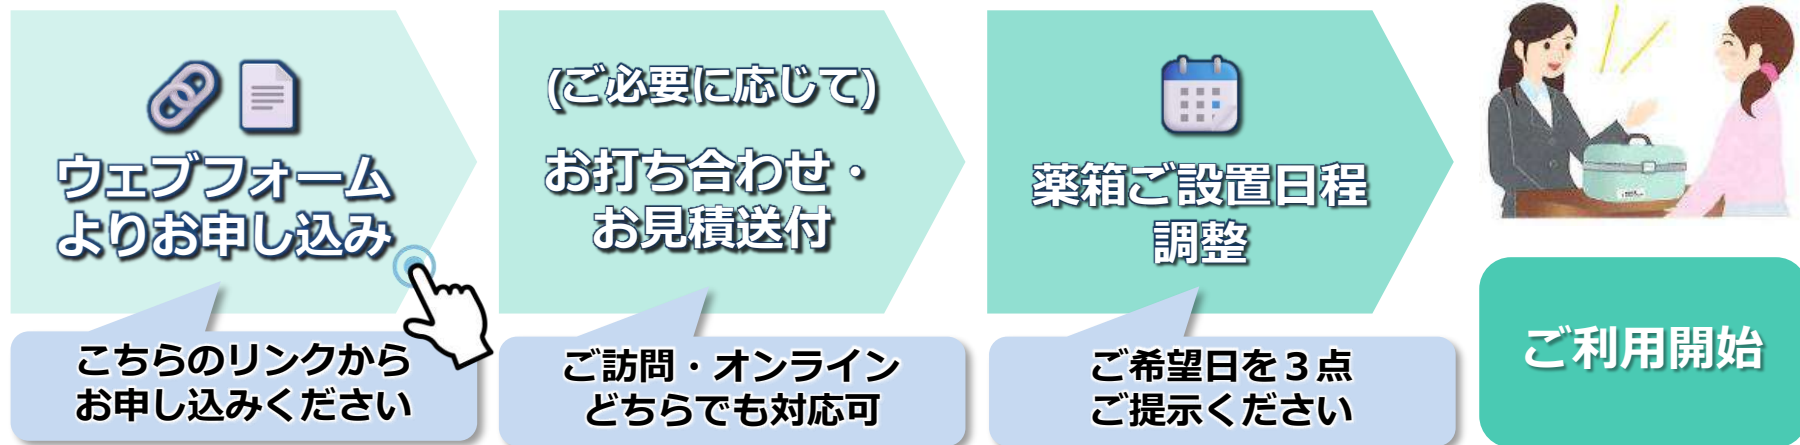 ウェブフォーム
よりお申し込み
こちらのリンクから
お申し込みください
(ご必要に応じて)
お打ち合わせ・
お見積送付
ご訪問・オンライン
どちらでも対応可
薬箱ご設置日程
調整
ご希望日を３点
ご提示ください
ご利用開始